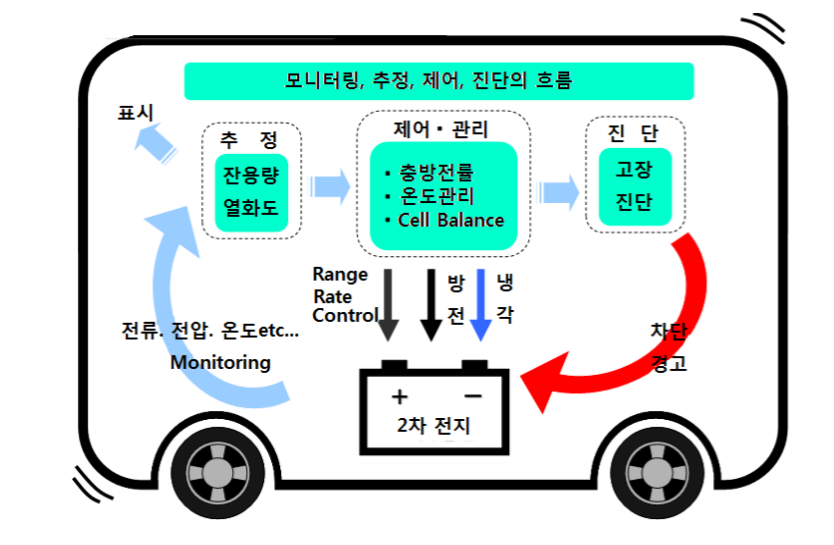 모니터링, 추정, 제어, 진단의 흐름
표시
추 정
잔용량
열화도
제어 · 관리
▪ 충방전률
▪ 온도관리
▪ Cell Balance
진 단
고장
진단
Range
Rate
Control
방
전
냉
각
전류. 전압. 온도etc...
Monitoring
차단
경고
+ −
2차 전지